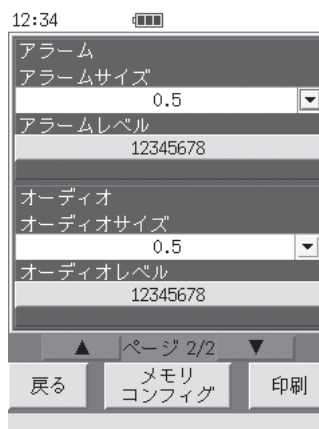 12:34
アラーム
アラームサイズ
0.5
アラームレベル
12345678
オーディオ
オーディオサイズ
0.5
オーディオレベル
12345678
▲ ページ 2/2 ▼
戻る
メモリ
コンフィグ
印刷